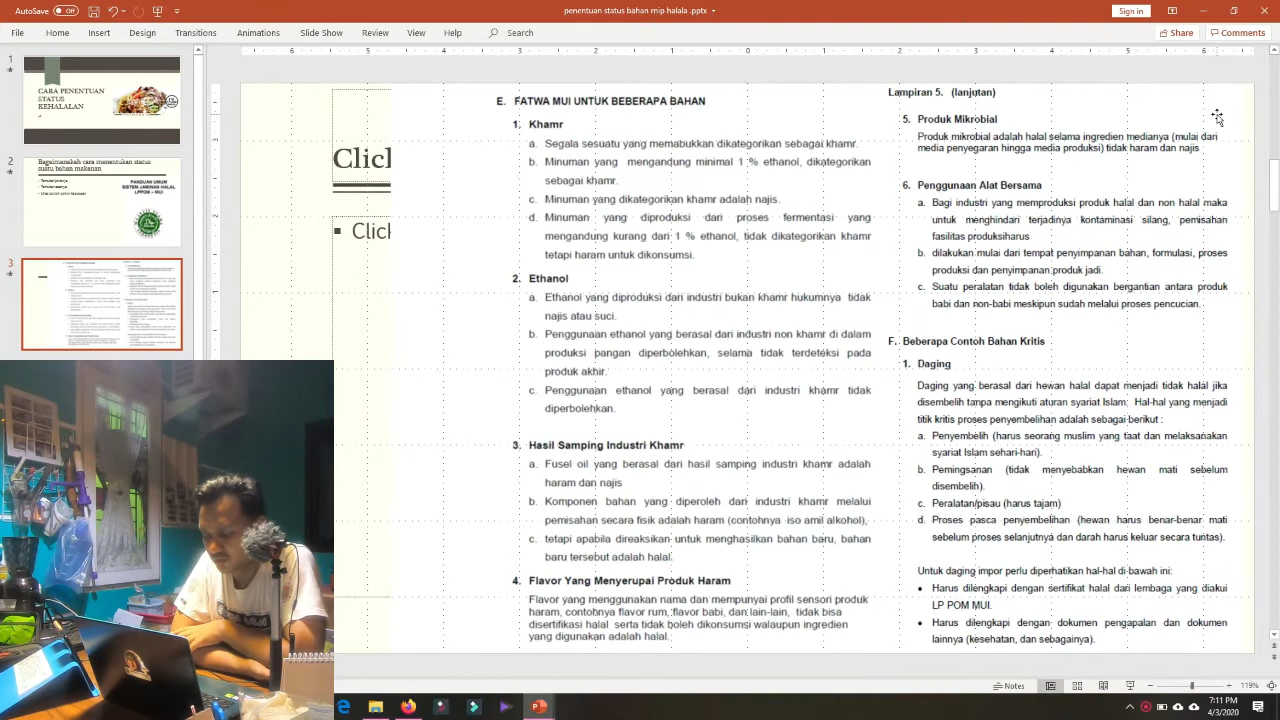 AutoSave Off
penentuan status bahan mip halal .pptx
Sign in
File Home Insert Design Transitions Animations Slide Show Review View Help Search
Share Comments
1
CARA PENENTUAN
STATUS
KEHALALAN
2
Bagaimanakah cara menentukan status
suatu bahan makanan
PANDUAN UMUM
SISTEM JAMINAN HALAL
LPPOM – MUI
3
Click
Click
E. FATWA MUI UNTUK BEBERAPA BAHAN
1. Khamr
a. Segala sesuatu yang memabukkan dikategorikan sebagai khamr.
b. Minuman yang mengandung minimal 1 % ethanol, dikategorikan
sebagai khamr.
c. Minuman yang dikategorikan khamr adalah najis.
d. Minuman yang diproduksi dari proses fermentasi yang
mengandung kurang dari 1 % ethanol, tidak dikategorikan khamr
tetapi haram untuk dikonsumsi.
2. Ethanol
a. Ethanol yang diproduksi dari industri bukan khamr hukumnya tidak
najis atau suci.
b. Penggunaan ethanol yang berasal dari industri non khamr di dalam
produksi pangan diperbolehkan, selama tidak terdeteksi pada
produk akhir.
c. Penggunaan ethanol yang berasal dari industri khamr tidak
diperbolehkan.
3. Hasil Samping Industri Khamr
a. Fusel oil yang berasal dari hasil samping industri khamr adalah
haram dan najis
b. Komponen bahan yang diperoleh dari industri khamr melalui
pemisahan secara fisik adalah haram (contohnya iso amil alkohol),
c. tetapi apabila direaksikan untuk menghasilkan bahan baru, bahan
baru tersebut adalah halal.
4. Flavor Yang Menyerupai Produk Haram
Flavor yang menggunakan nama dan mempunyai profil sensori produk
haram, contohnya flavor rum, flavor babi, dan lain-lain, tidak bisa
disertifikasi halal serta tidak boleh dikonsumsi walaupun ingredien
yang digunakan adalah halal.
Lampiran 5. (lanjutan)
5. Produk Mikrobial
Produk mikrobial adalah halal selama ingredien medianya (mulai dari
media penyegaran hingga media produksi) tidak haram dan najis .
6. Penggunaan Alat Bersama
a. Bagi industri yang memproduksi produk halal dan non halal maka
untuk menghindari terjadinya kontaminasi silang, pemisahan
fasilitas produksiharus
b. dilakukan mulai dari tempat penyimpanan bahan, formulasi, proses
produksi dan penyimpanan produk jadi.
c. Suatu peralatan tidak boleh digunakan bergantian antara produk
babi dan non-babi meskipun sudah melalui proses pencucian.
F. Beberapa Contoh Bahan Kritis
1. Daging
Daging yang berasal dari hewan halal dapat menjadi tidak halal jika
disembelih tanpa mengikuti aturan syariat Islam. Hal-hal yang menjadi
titik kritis proses penyembelihan adalah sebagai berikut :
a. Penyembelih (harus seorang muslim yang taat dan melaksanakan
syariat Islam sehari-hari).
b. Pemingsanan (tidak menyebabkan hewan mati sebelum
disembelih).
c. Peralatan/pisau (harus tajam)
d. Proses pasca penyembelihan (hewan harus benar-benar mati
sebelum proses selanjutnya dan darah harus keluar secara tuntas).
Untuk daging impor perlu diperhatikan hal-hal di bawah ini:
• Harus dilengkapi dengan sertifikat halal dari lembaga yang diakui
LP POM MUI.
• Harus dilengkapi dengan dokumen pengapalan dan dokumen
lainnya (kesehatan, dan sebagainya).
Notes
119%
7:11 PM
4/3/2020